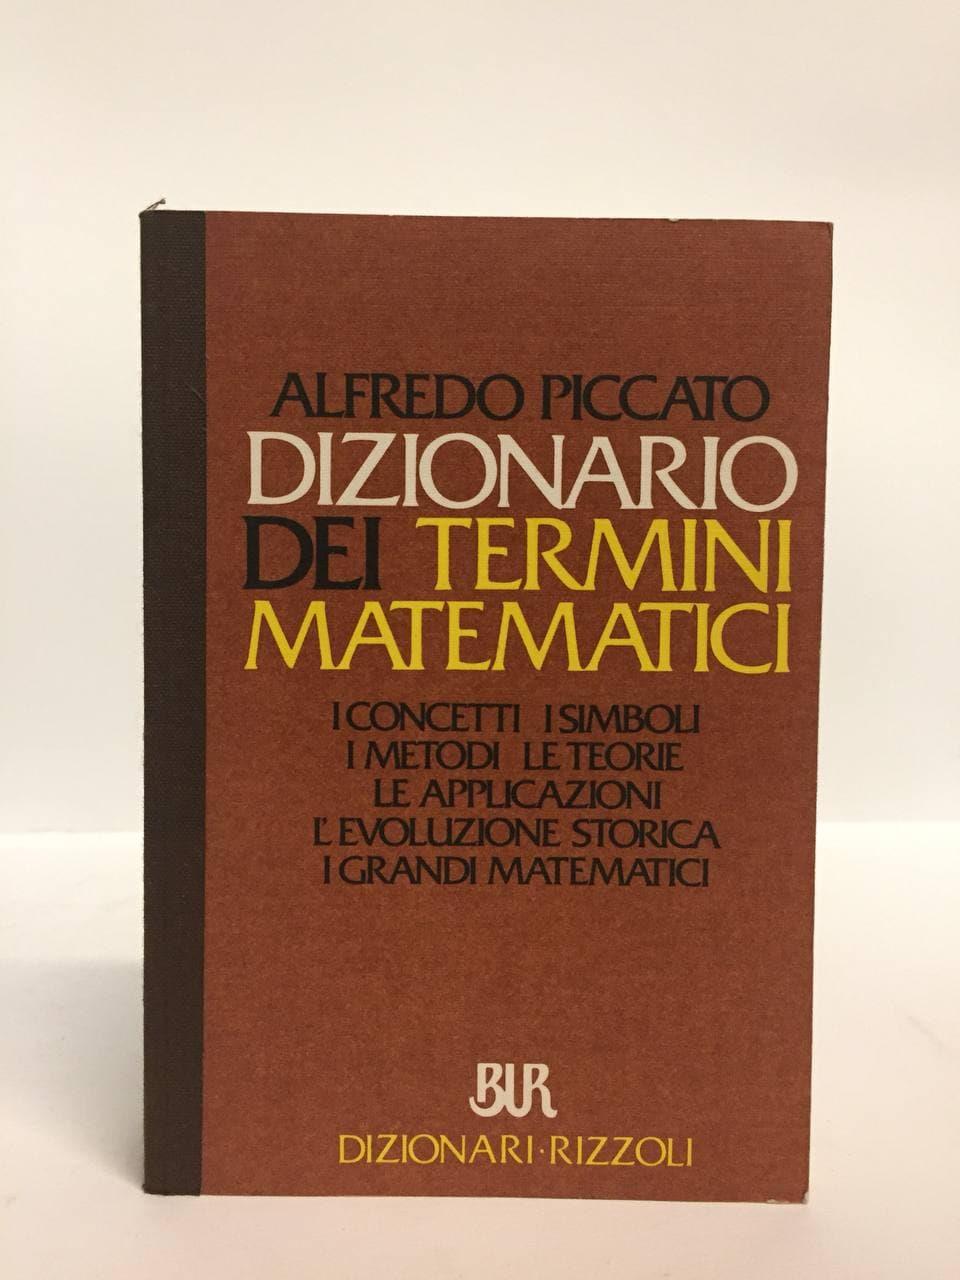 ALFREDO PICCATO
DIZIONARIO
DEI TERMINI
MATEMATICI
I CONCETTI I SIMBOLI
I METODI LE TEORIE
LE APPLICAZIONI
L'EVOLUZIONE STORICA
I GRANDI MATEMATICI
BUR
DIZIONARI·RIZZOLI